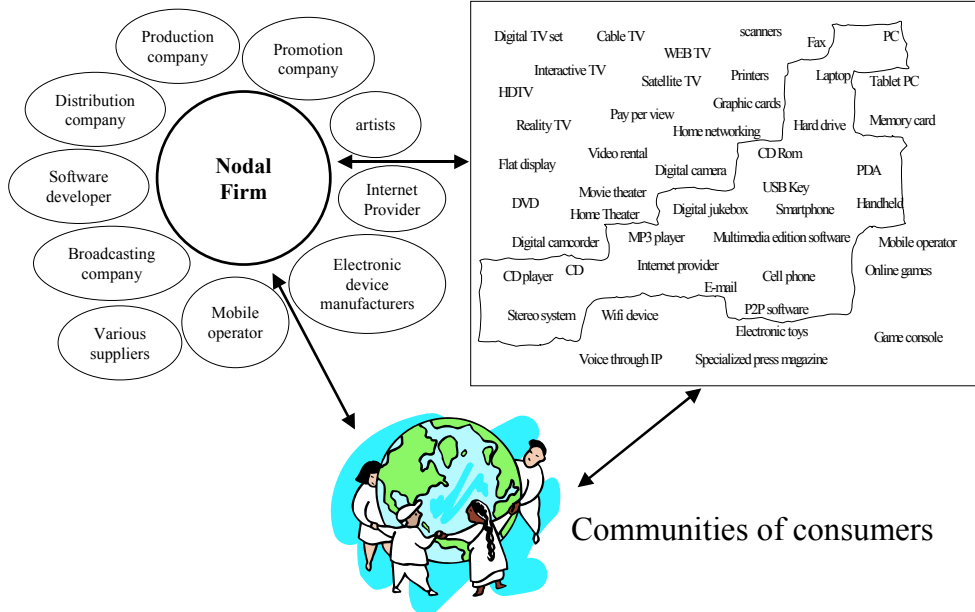 Production
company
Promotion
company
Distribution
company
artists
Nodal
Firm
Software
developer
Internet
Provider
Broadcasting
company
Electronic
device
manufacturers
Various
suppliers
Mobile
operator
Digital TV set
Cable TV
scanners
Fax
PC
WEB TV
Interactive TV
Satellite TV
Printers
Laptop
Tablet PC
HDTV
Graphic cards
Reality TV
Pay per view
Home networking
Hard drive
Memory card
Flat display
Video rental
Digital camera
CD Rom
PDA
DVD
Movie theater
USB Key
Home Theater
Digital jukebox
Smartphone
Handheld
Digital camcorder
MP3 player
Multimedia edition software
Mobile operator
CD player
CD
Internet provider
Cell phone
Online games
E-mail
Stereo system
Wifi device
P2P software
Electronic toys
Game console
Voice through IP
Specialized press magazine
Communities of consumers